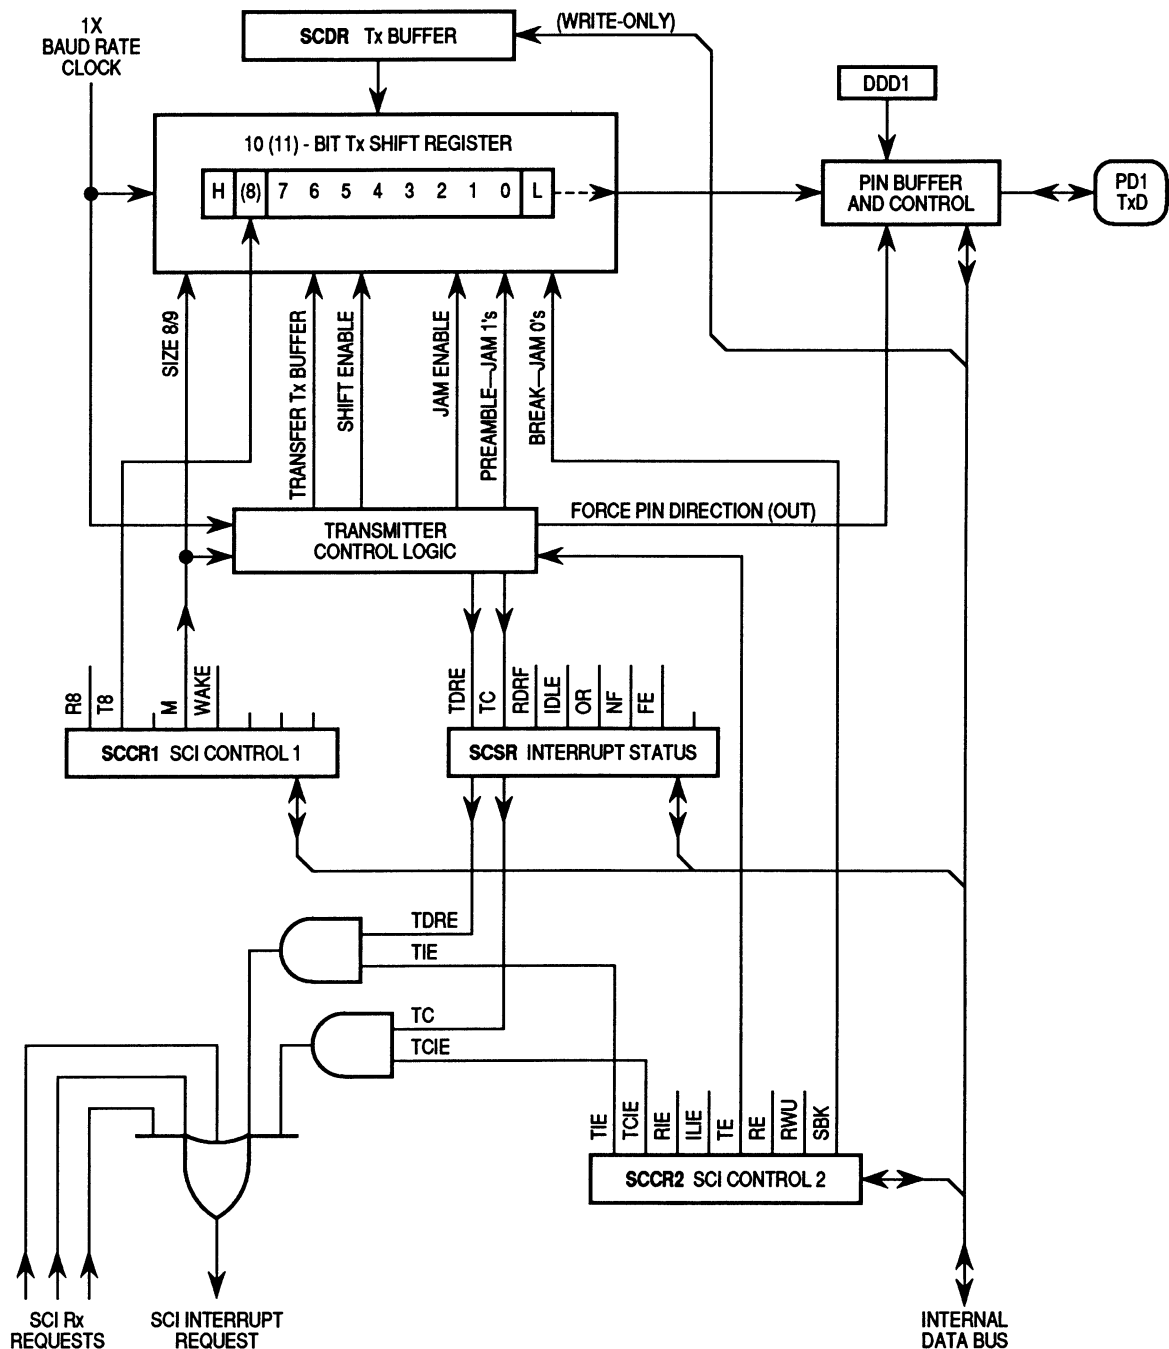 1X
BAUD RATE
CLOCK
SCDR Tx BUFFER
(WRITE-ONLY)
DDD1
10 (11) - BIT Tx SHIFT REGISTER
H (8) 7 6 5 4 3 2 1 0 L
PIN BUFFER
AND CONTROL
PD1
TxD
SIZE 8/9
TRANSFER Tx BUFFER
SHIFT ENABLE
JAM ENABLE
PREAMBLE—JAM 1's
BREAK—JAM 0's
FORCE PIN DIRECTION (OUT)
TRANSMITTER
CONTROL LOGIC
R8
T8
M
WAKE
TDRE
TC
RDRF
IDLE
OR
NF
FE
SCCR1 SCI CONTROL 1
SCSR INTERRUPT STATUS
TDRE
TIE
TC
TCIE
TIE
TCIE
RIE
ILIE
TE
RE
RWU
SBK
SCCR2 SCI CONTROL 2
SCI Rx
REQUESTS
SCI INTERRUPT
REQUEST
INTERNAL
DATA BUS